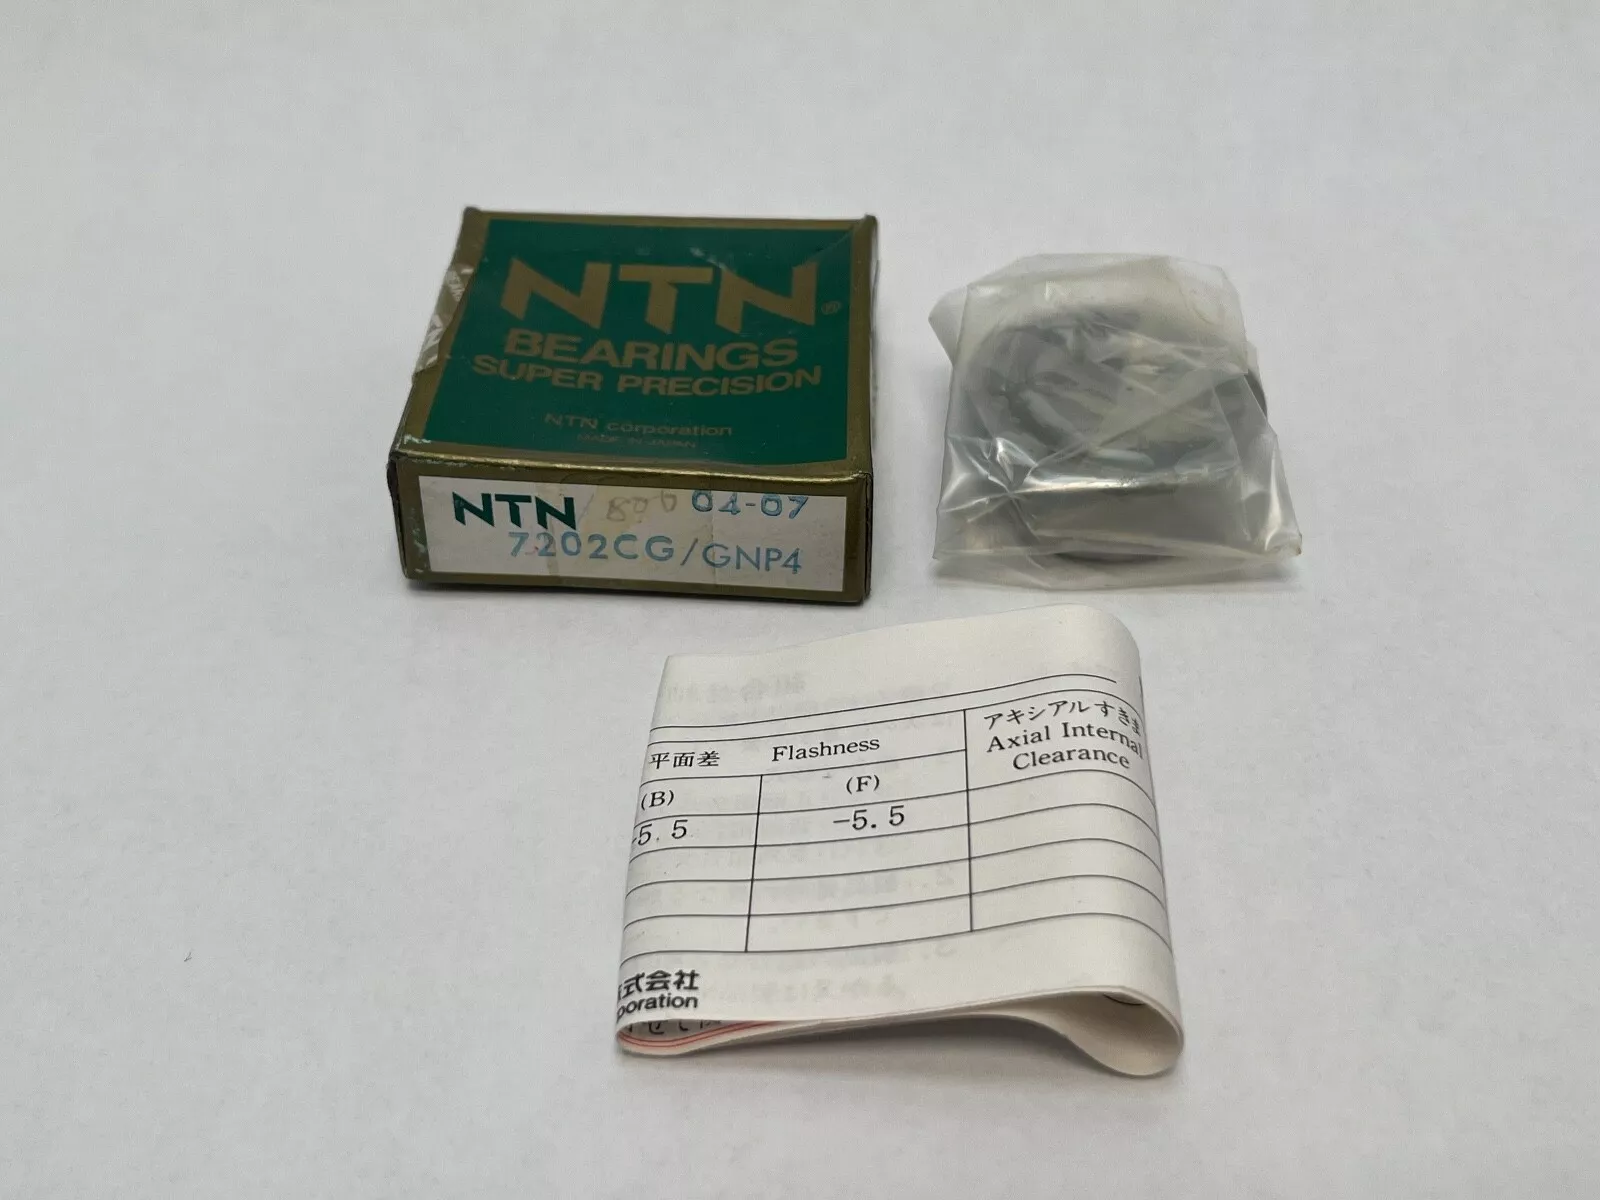 NTN®
BEARINGS
SUPER PRECISION
NTN corporation
MADE IN JAPAN
NTN 04-07
7202CG/GNP4
平面差 Flashness
アキシアルすきま
Axial Internal
Clearance
(B) (F)
-5.5 -5.5
式会社
poration